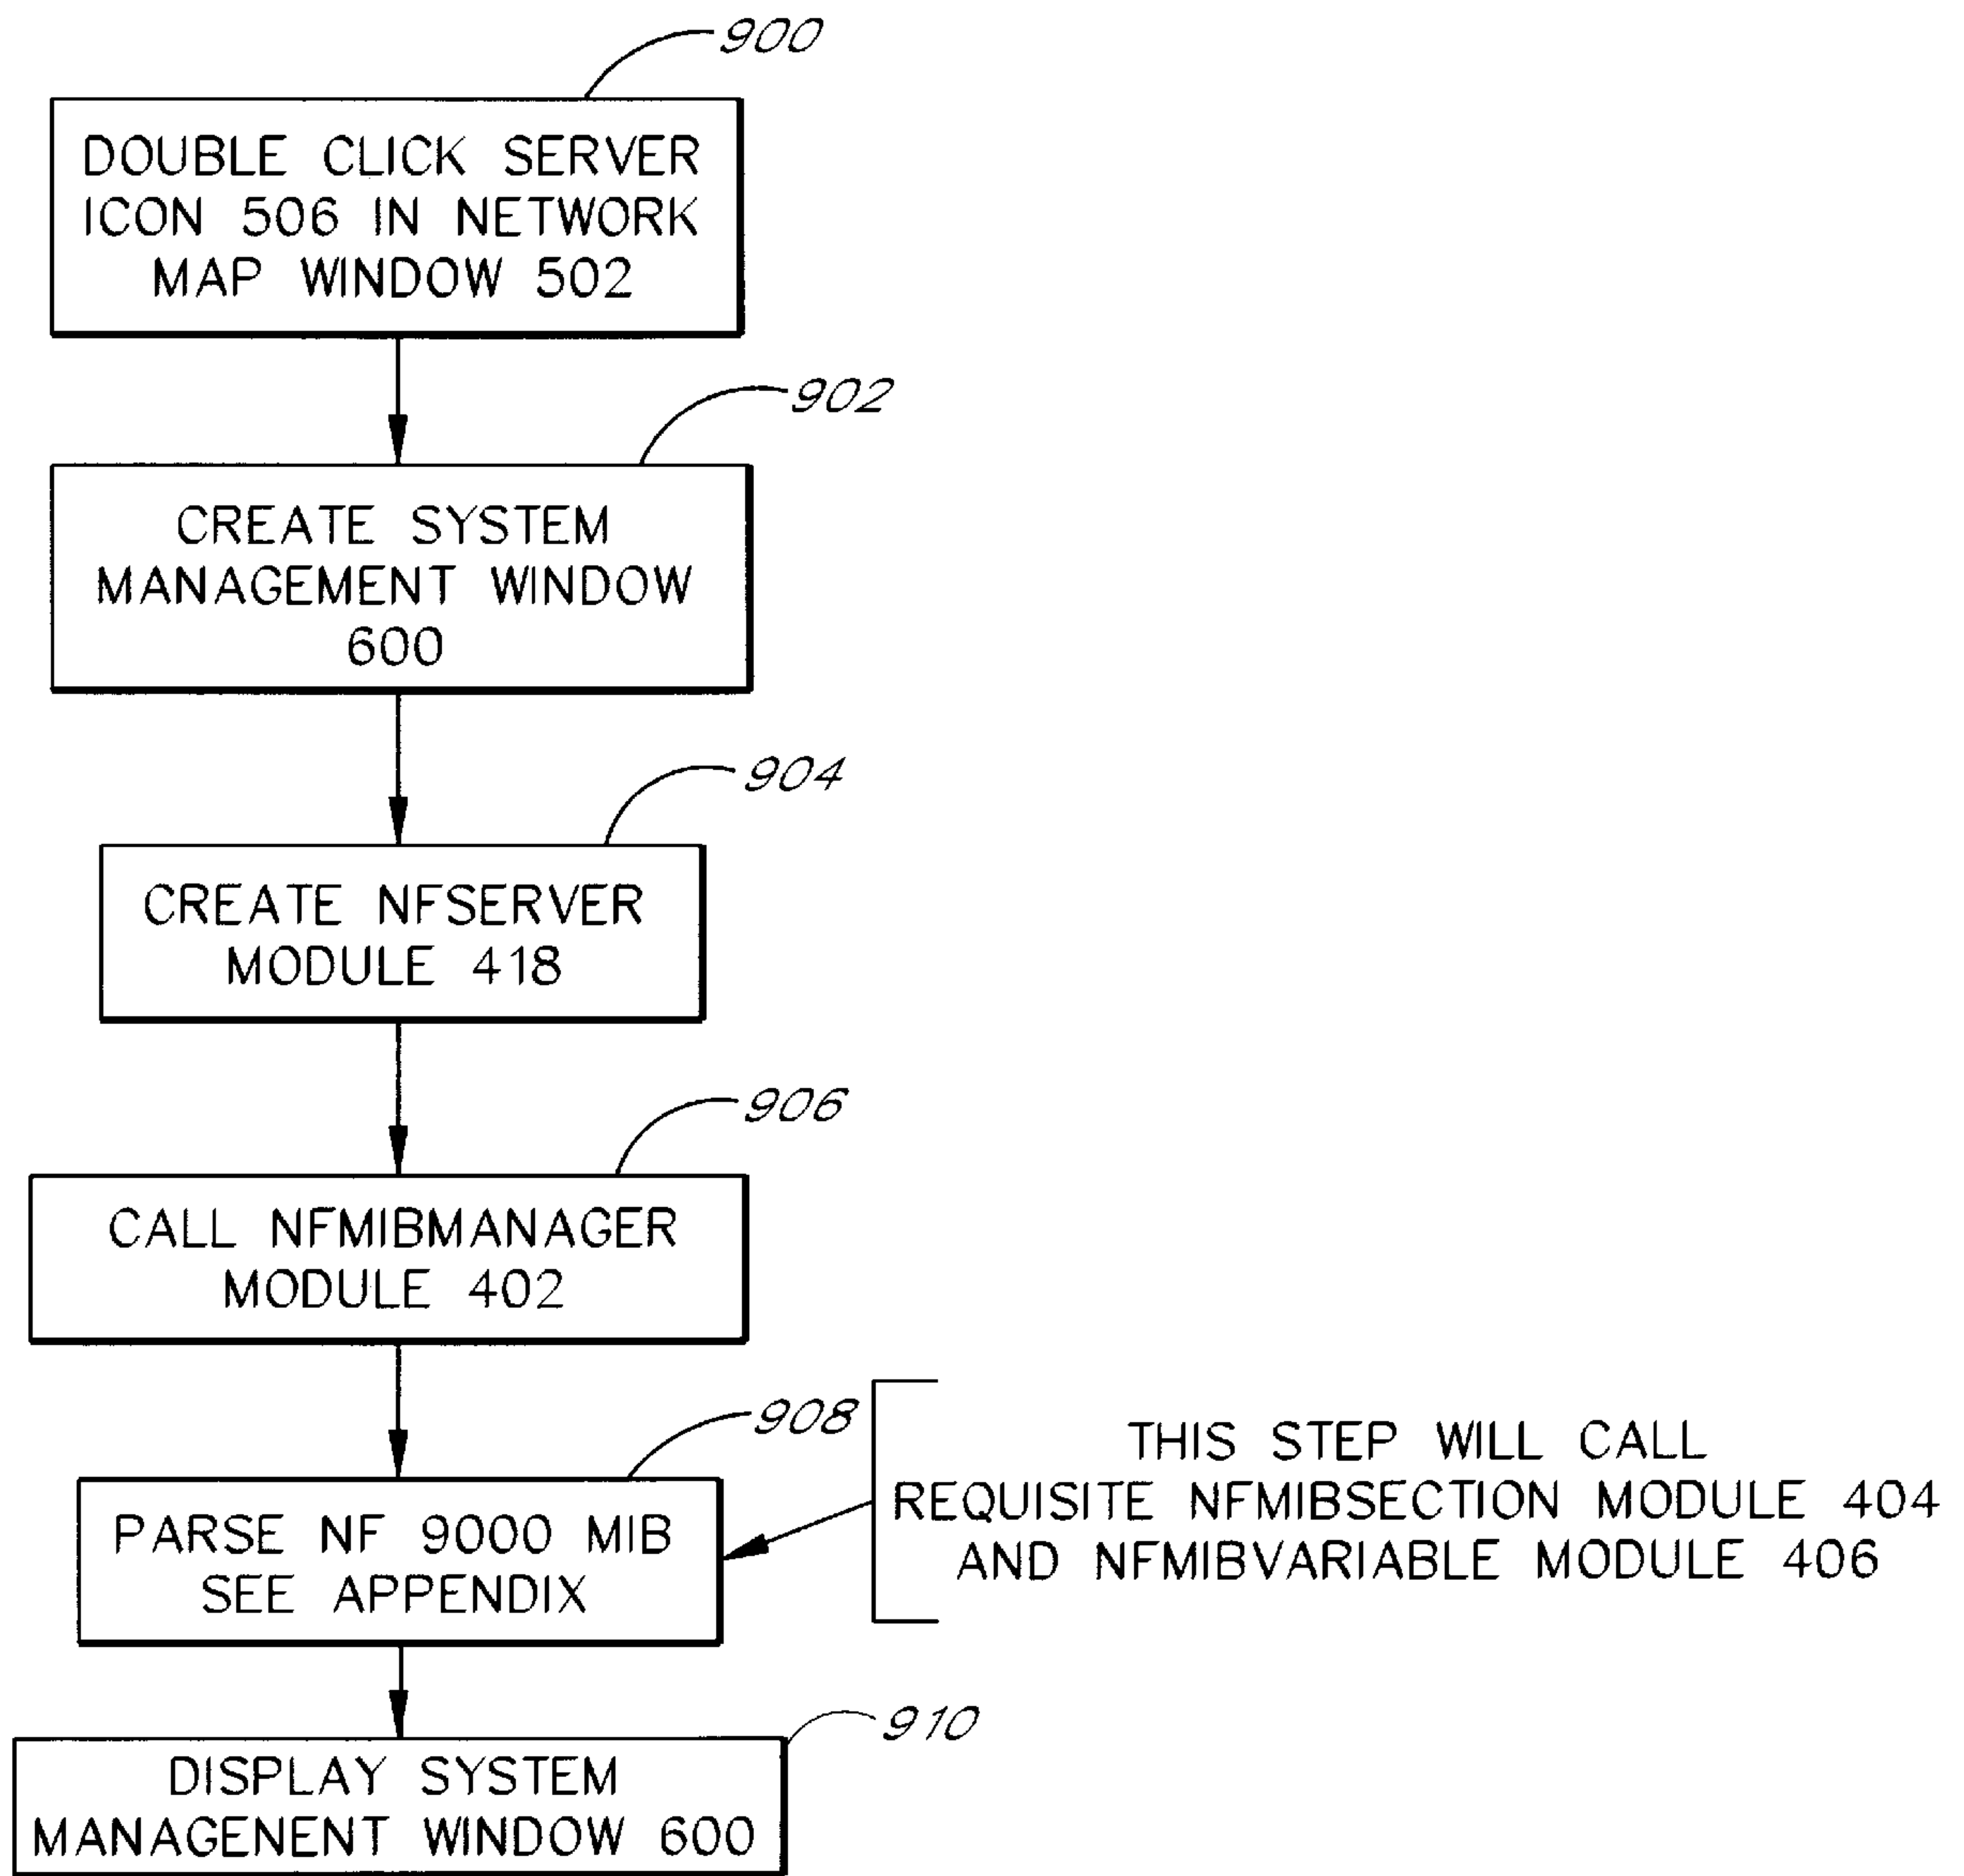 900
DOUBLE CLICK SERVER
ICON 506 IN NETWORK
MAP WINDOW 502
902
CREATE SYSTEM
MANAGEMENT WINDOW
600
904
CREATE NFSERVER
MODULE 418
906
CALL NFMIBMANAGER
MODULE 402
908
PARSE NF 9000 MIB
SEE APPENDIX
THIS STEP WILL CALL
REQUISITE NFMIBSECTION MODULE 404
AND NFMIBVARIABLE MODULE 406
910
DISPLAY SYSTEM
MANAGENENT WINDOW 600